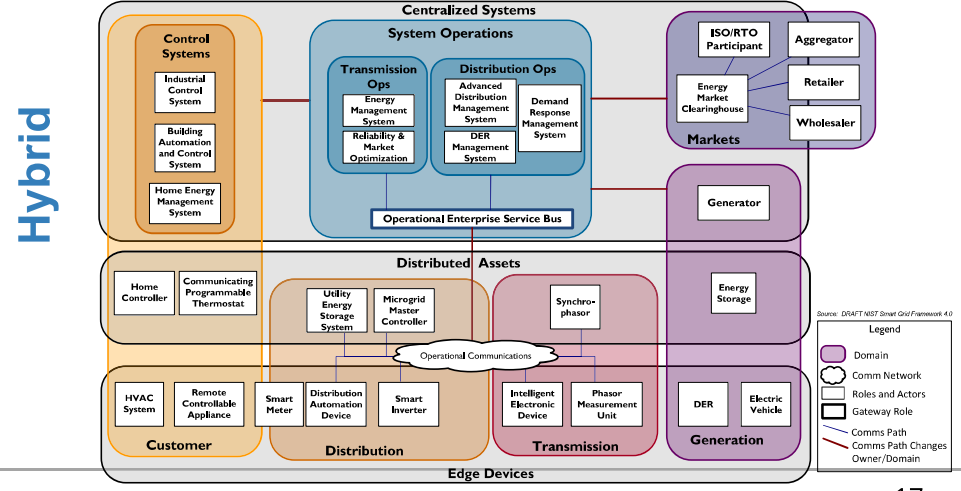 Hybrid
Centralized Systems
Control
Systems
Industrial
Control
System
Building
Automation
and Control
System
Home Energy
Management
System
System Operations
Transmission
Ops
Energy
Management
System
Reliability &
Market
Optimization
Distribution Ops
Advanced
Distribution
Management
System
DER
Management
System
Demand
Response
Management
System
Operational Enterprise Service Bus
ISO/RTO
Participant
Aggregator
Energy
Market
Clearinghouse
Retailer
Wholesaler
Markets
Generator
Distributed Assets
Home
Controller
Communicating
Programmable
Thermostat
Utility
Energy
Storage
System
Microgrid
Master
Controller
Synchro-
phasor
Energy
Storage
Operational Communications
HVAC
System
Remote
Controllable
Appliance
Smart
Meter
Distribution
Automation
Device
Smart
Inverter
Intelligent
Electronic
Device
Phasor
Measurement
Unit
DER
Electric
Vehicle
Customer
Distribution
Transmission
Generation
Edge Devices
Source: DRAFT NIST Smart Grid Framework 4.0
Legend
Domain
Comm Network
Roles and Actors
Gateway Role
Comms Path
Comms Path Changes
Owner/Domain